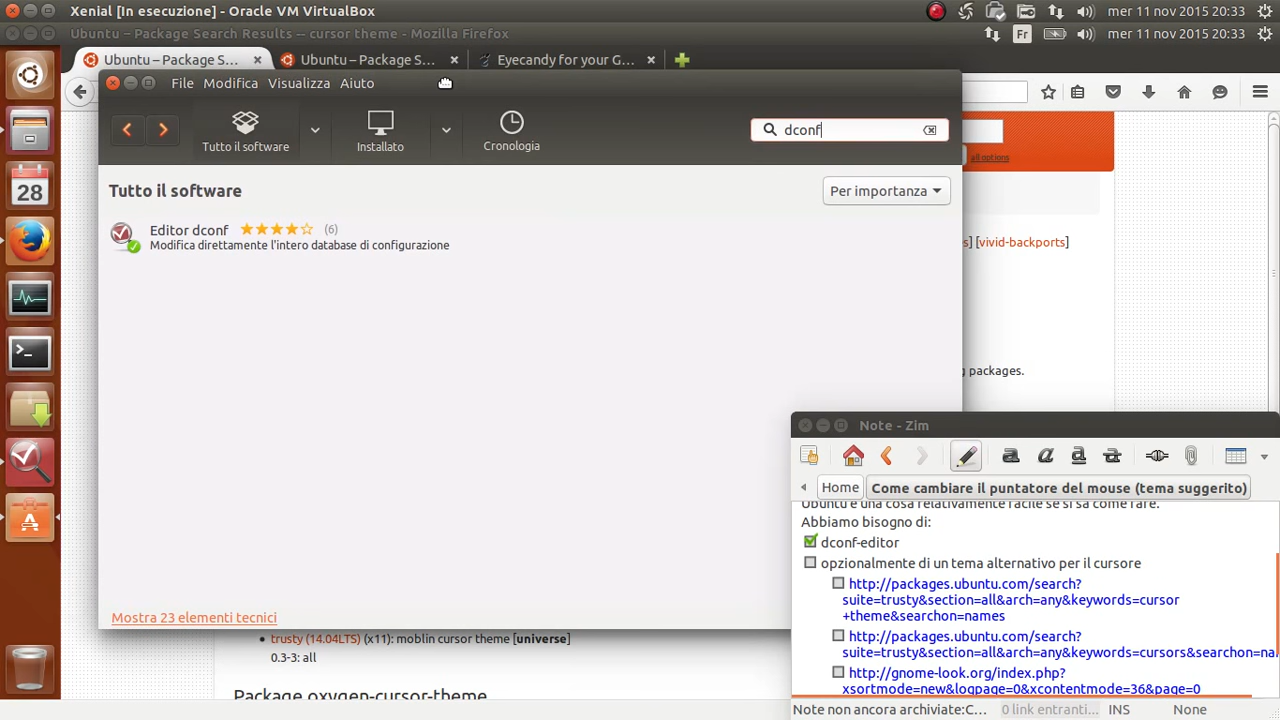 Xenial [In esecuzione] - Oracle VM VirtualBox
mer 11 nov 2015 20:33
Ubuntu – Package Search Results -- cursor theme - Mozilla Firefox
Fr
mer 11 nov 2015 20:33
Ubuntu – Package S...
Ubuntu – Package S...
Eyecandy for your G...
File Modifica Visualizza Aiuto
Tutto il software
Installato
Cronologia
dconf
all options
28
Tutto il software
Per importanza
Editor dconf
(6)
Modifica direttamente l'intero database di configurazione
s] [vivid-backports]
g packages.
Mostra 23 elementi tecnici
trusty (14.04LTS) (x11): moblin cursor theme [universe]
0.3-3: all
Package oxygen-cursor-theme
Note - Zim
Home
Come cambiare il puntatore del mouse (tema suggerito)
Ubuntu è una cosa relativamente facile se si sa come fare.
Abbiamo bisogno di:
dconf-editor
opzionalmente di un tema alternativo per il cursore
http://packages.ubuntu.com/search?
suite=trusty&section=all&arch=any&keywords=cursor
+theme&searchon=names
http://packages.ubuntu.com/search?
suite=trusty&section=all&arch=any&keywords=cursors&searchon=na
http://gnome-look.org/index.php?
xsortmode=new&logpage=0&xcontentmode=36&page=0
Note non ancora archiviate:C...
0 link entranti...
INS
None